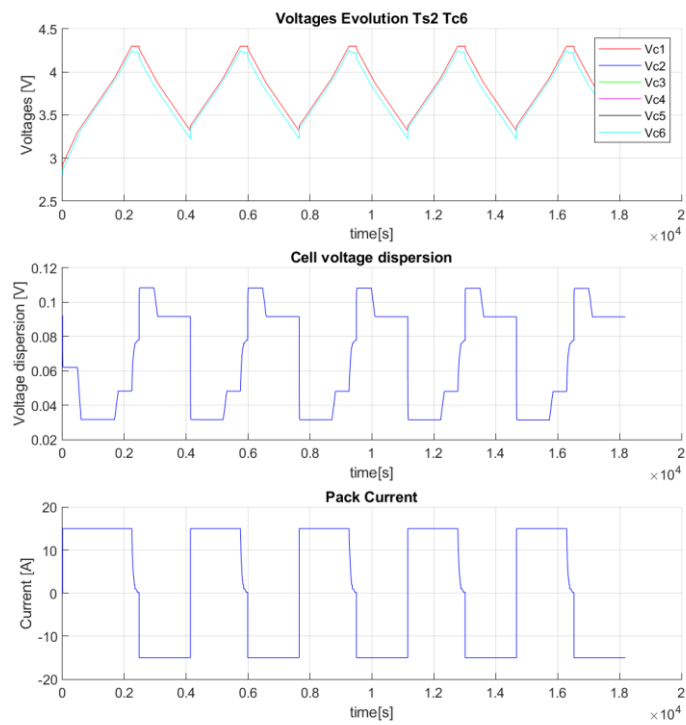 Voltages Evolution Ts2 Tc6
Voltages [V]
4.5
4
3.5
3
2.5
Vc1
Vc2
Vc3
Vc4
Vc5
Vc6
0 0.2 0.4 0.6 0.8 1 1.2 1.4 1.6 1.8 2
time[s]
×10^4
Cell voltage dispersion
Voltage dispersion [V]
0.12
0.1
0.08
0.06
0.04
0.02
0 0.2 0.4 0.6 0.8 1 1.2 1.4 1.6 1.8 2
time[s]
×10^4
Pack Current
Current [A]
20
10
0
-10
-20
0 0.2 0.4 0.6 0.8 1 1.2 1.4 1.6 1.8 2
time[s]
×10^4